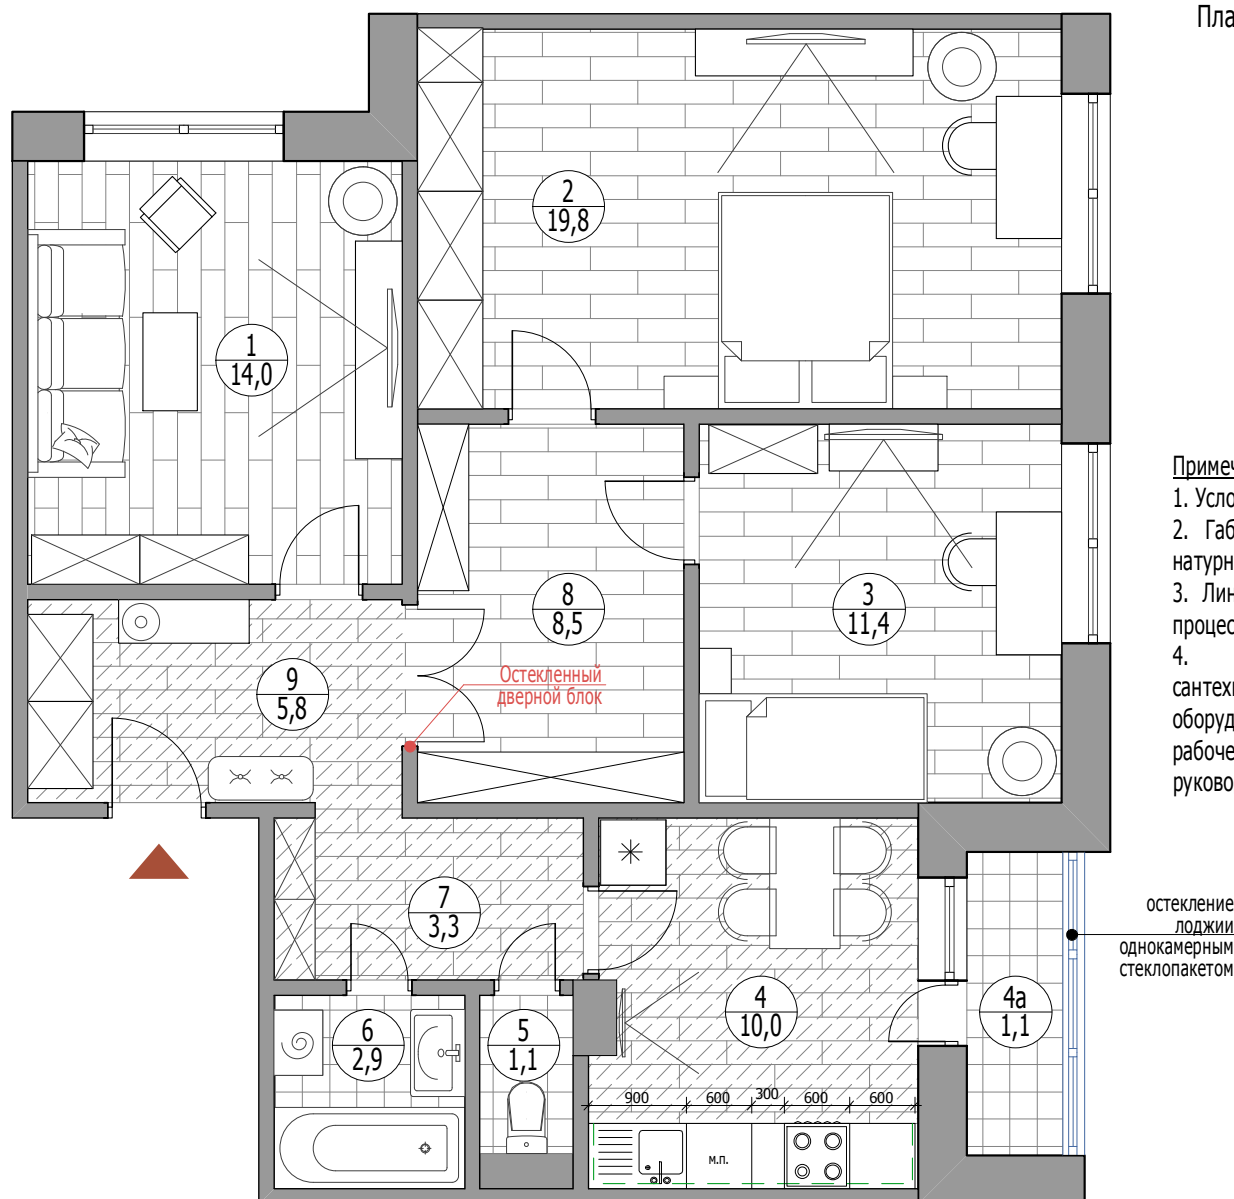 Пла
2
19,8
1
14,0
Примеч
1. Усло
2. Габ
натурн
3. Лин
процес
4.
сантехн
оборуд
рабоче
руково
8
8,5
3
11,4
Остекленный
дверной блок
9
5,8
7
3,3
остекление
лоджии
однокамерным
стеклопакетом
4
10,0
4а
1,1
6
2,9
5
1,1
900
600
300
600
600
м.п.